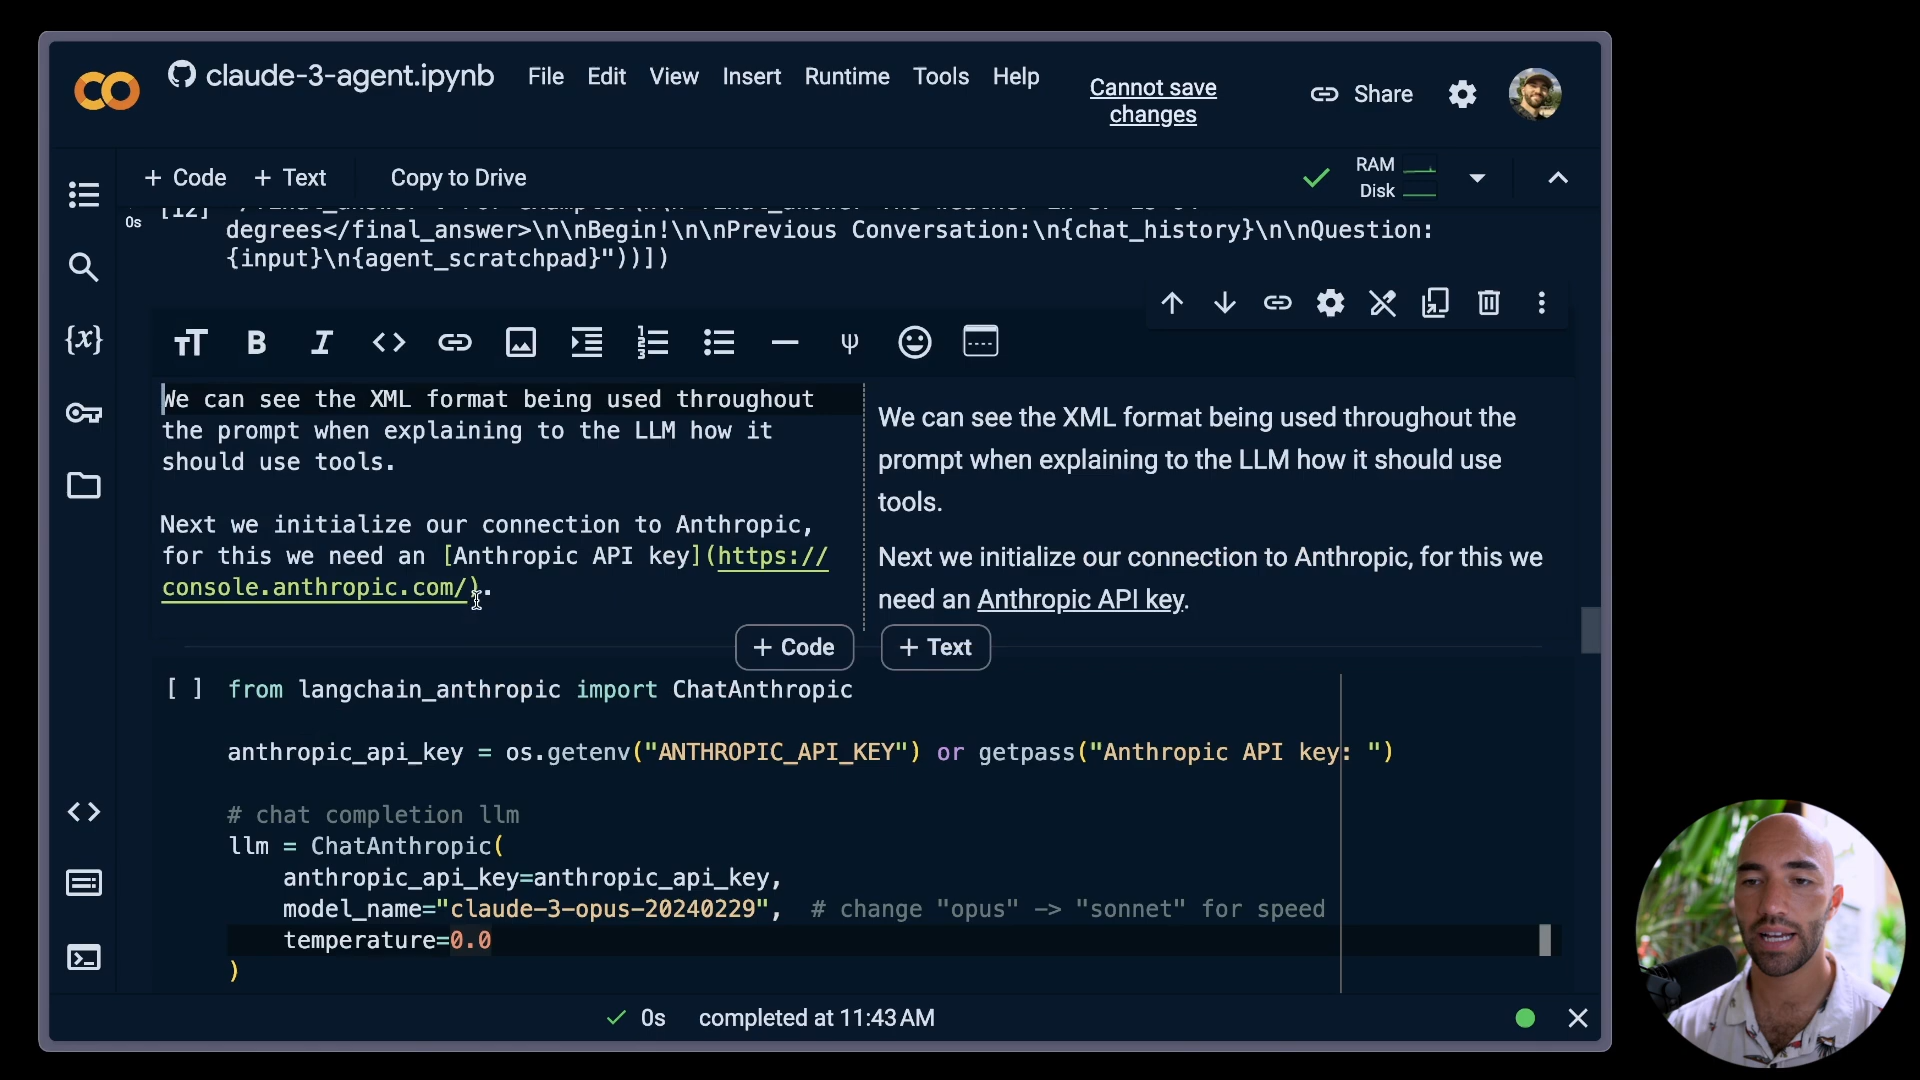 claude-3-agent.ipynb File Edit View Insert Runtime Tools Help
Cannot save
changes
Share
+ Code + Text Copy to Drive
RAM
Disk
0s
[12]
degrees</final_answer>\n\nBegin!\n\nPrevious Conversation:\n{chat_history}\n\nQuestion:
{input}\n{agent_scratchpad}"))])
We can see the XML format being used throughout
the prompt when explaining to the LLM how it
should use tools.
Next we initialize our connection to Anthropic,
for this we need an [Anthropic API key](https://
console.anthropic.com/).
We can see the XML format being used throughout the
prompt when explaining to the LLM how it should use
tools.
Next we initialize our connection to Anthropic, for this we
need an Anthropic API key.
+ Code + Text
[ ] from langchain_anthropic import ChatAnthropic
anthropic_api_key = os.getenv("ANTHROPIC_API_KEY") or getpass("Anthropic API key: ")
# chat completion llm
llm = ChatAnthropic(
anthropic_api_key=anthropic_api_key,
model_name="claude-3-opus-20240229", # change "opus" -> "sonnet" for speed
temperature=0.0
)
0s completed at 11:43 AM